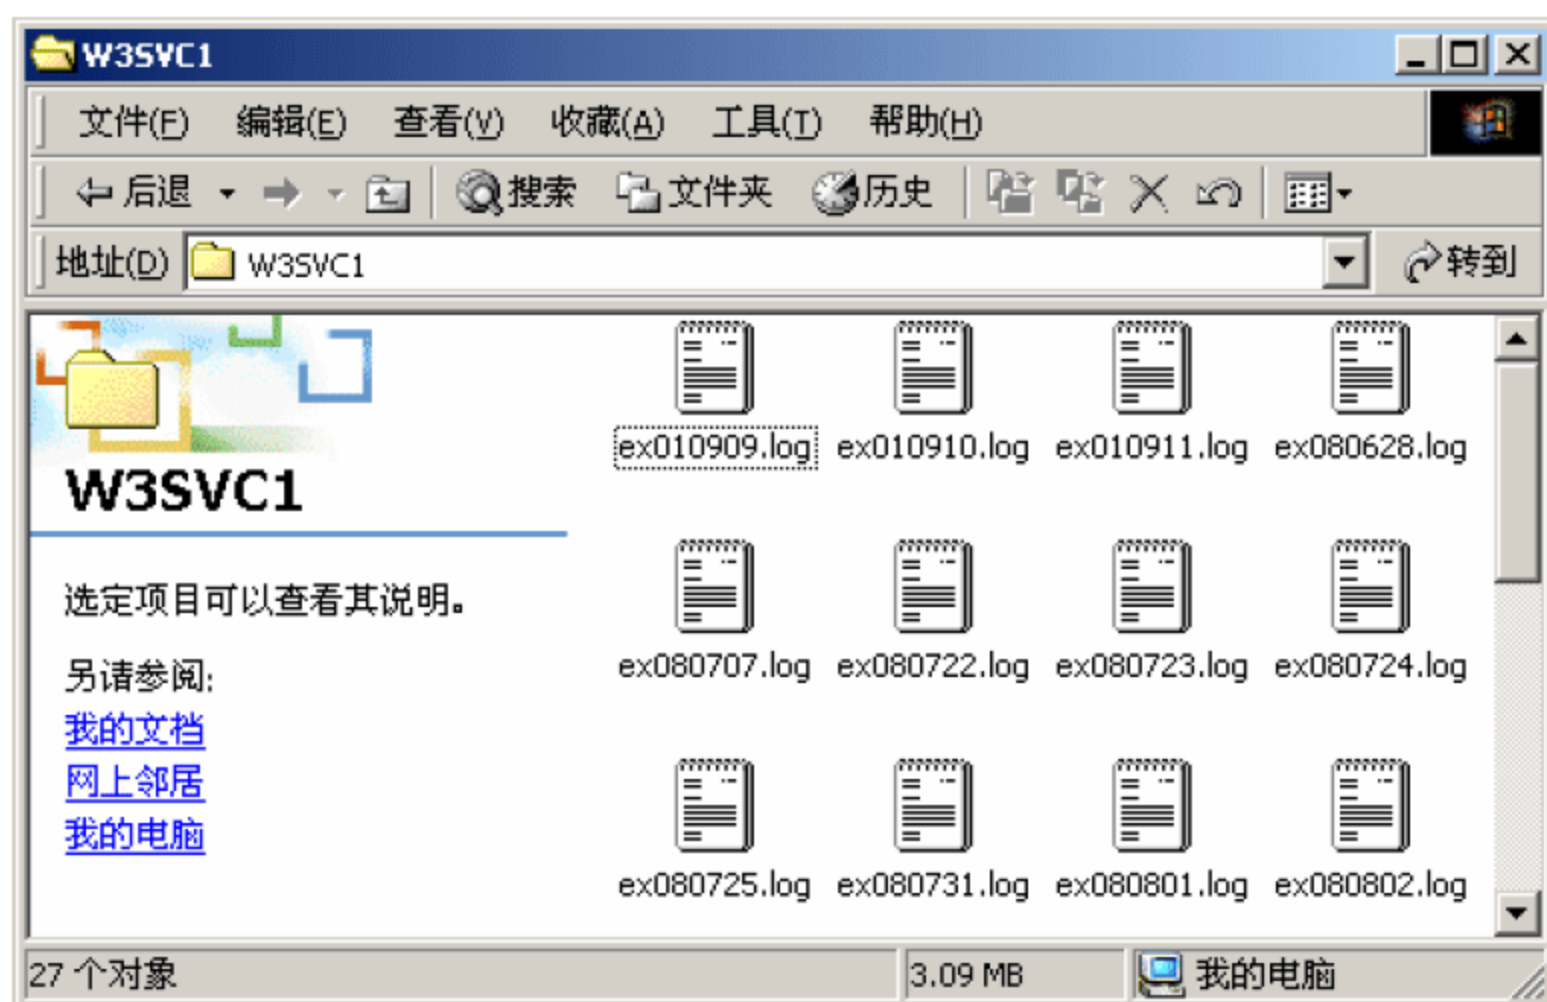 W3SVC1
文件(F) 编辑(E) 查看(V) 收藏(A) 工具(T) 帮助(H)
后退 搜索 文件夹 历史
地址(D) W3SVC1 转到
W3SVC1
选定项目可以查看其说明。
另请参阅:
我的文档
网上邻居
我的电脑
ex010909.log ex010910.log ex010911.log ex080628.log
ex080707.log ex080722.log ex080723.log ex080724.log
ex080725.log ex080731.log ex080801.log ex080802.log
27 个对象 3.09 MB 我的电脑